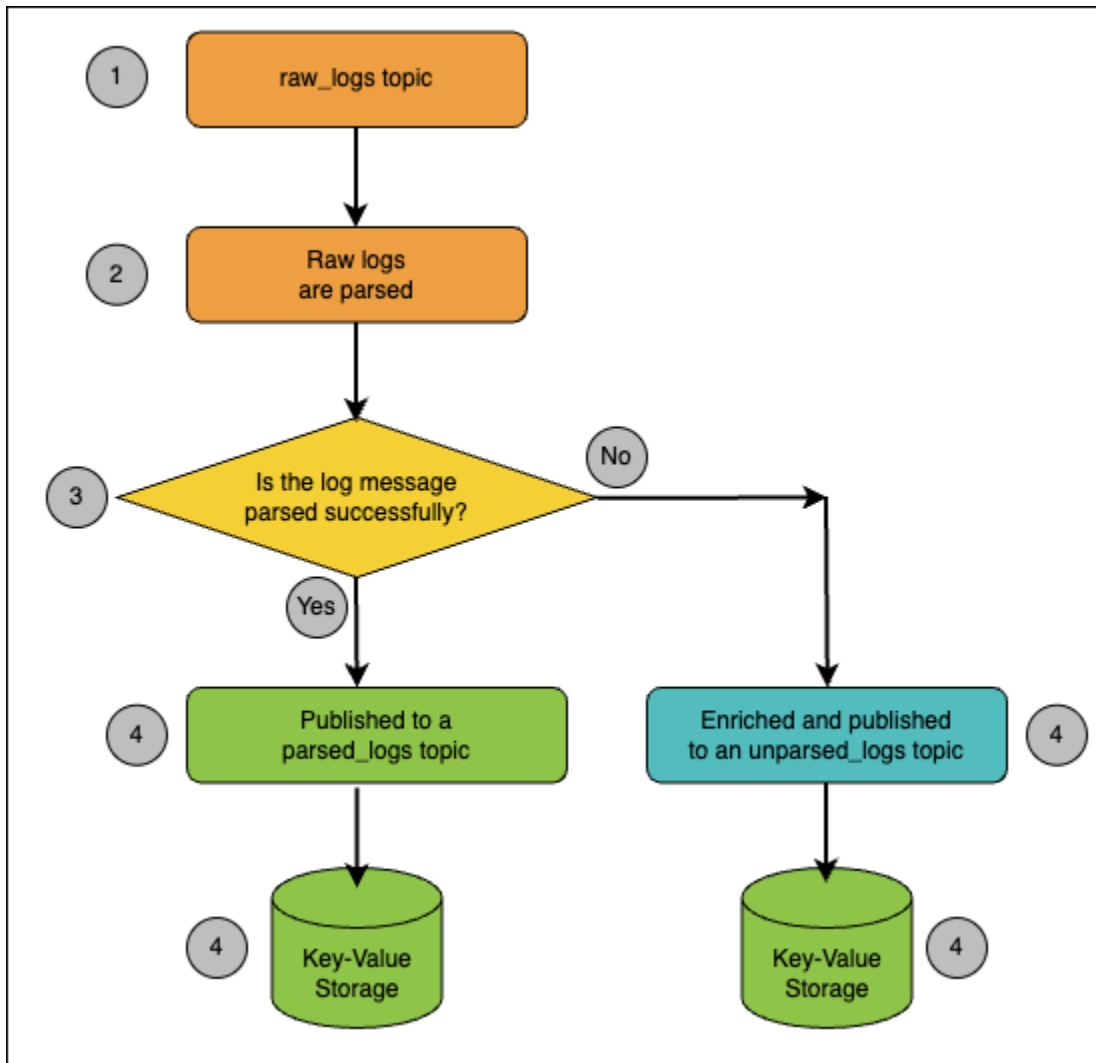 1
raw_logs topic
2
Raw logs
are parsed
3
Is the log message
parsed successfully?
No
Yes
4
Published to a
parsed_logs topic
Enriched and published
to an unparsed_logs topic
4
4
Key-Value
Storage
Key-Value
Storage
4